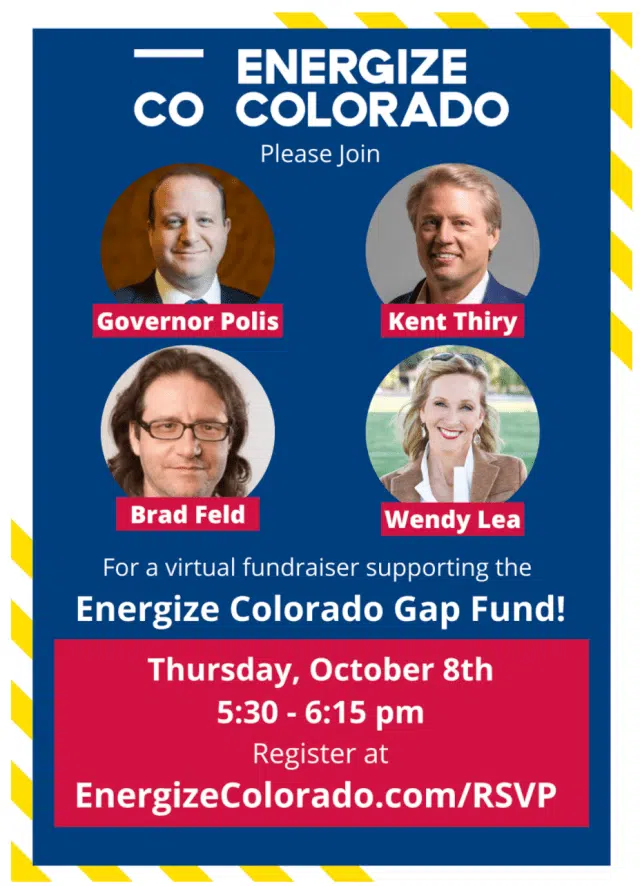 ENERGIZE
CO COLORADO
Please Join
Governor Polis
Kent Thiry
Brad Feld
Wendy Lea
For a virtual fundraiser supporting the
Energize Colorado Gap Fund!
Thursday, October 8th
5:30 - 6:15 pm
Register at
EnergizeColorado.com/RSVP